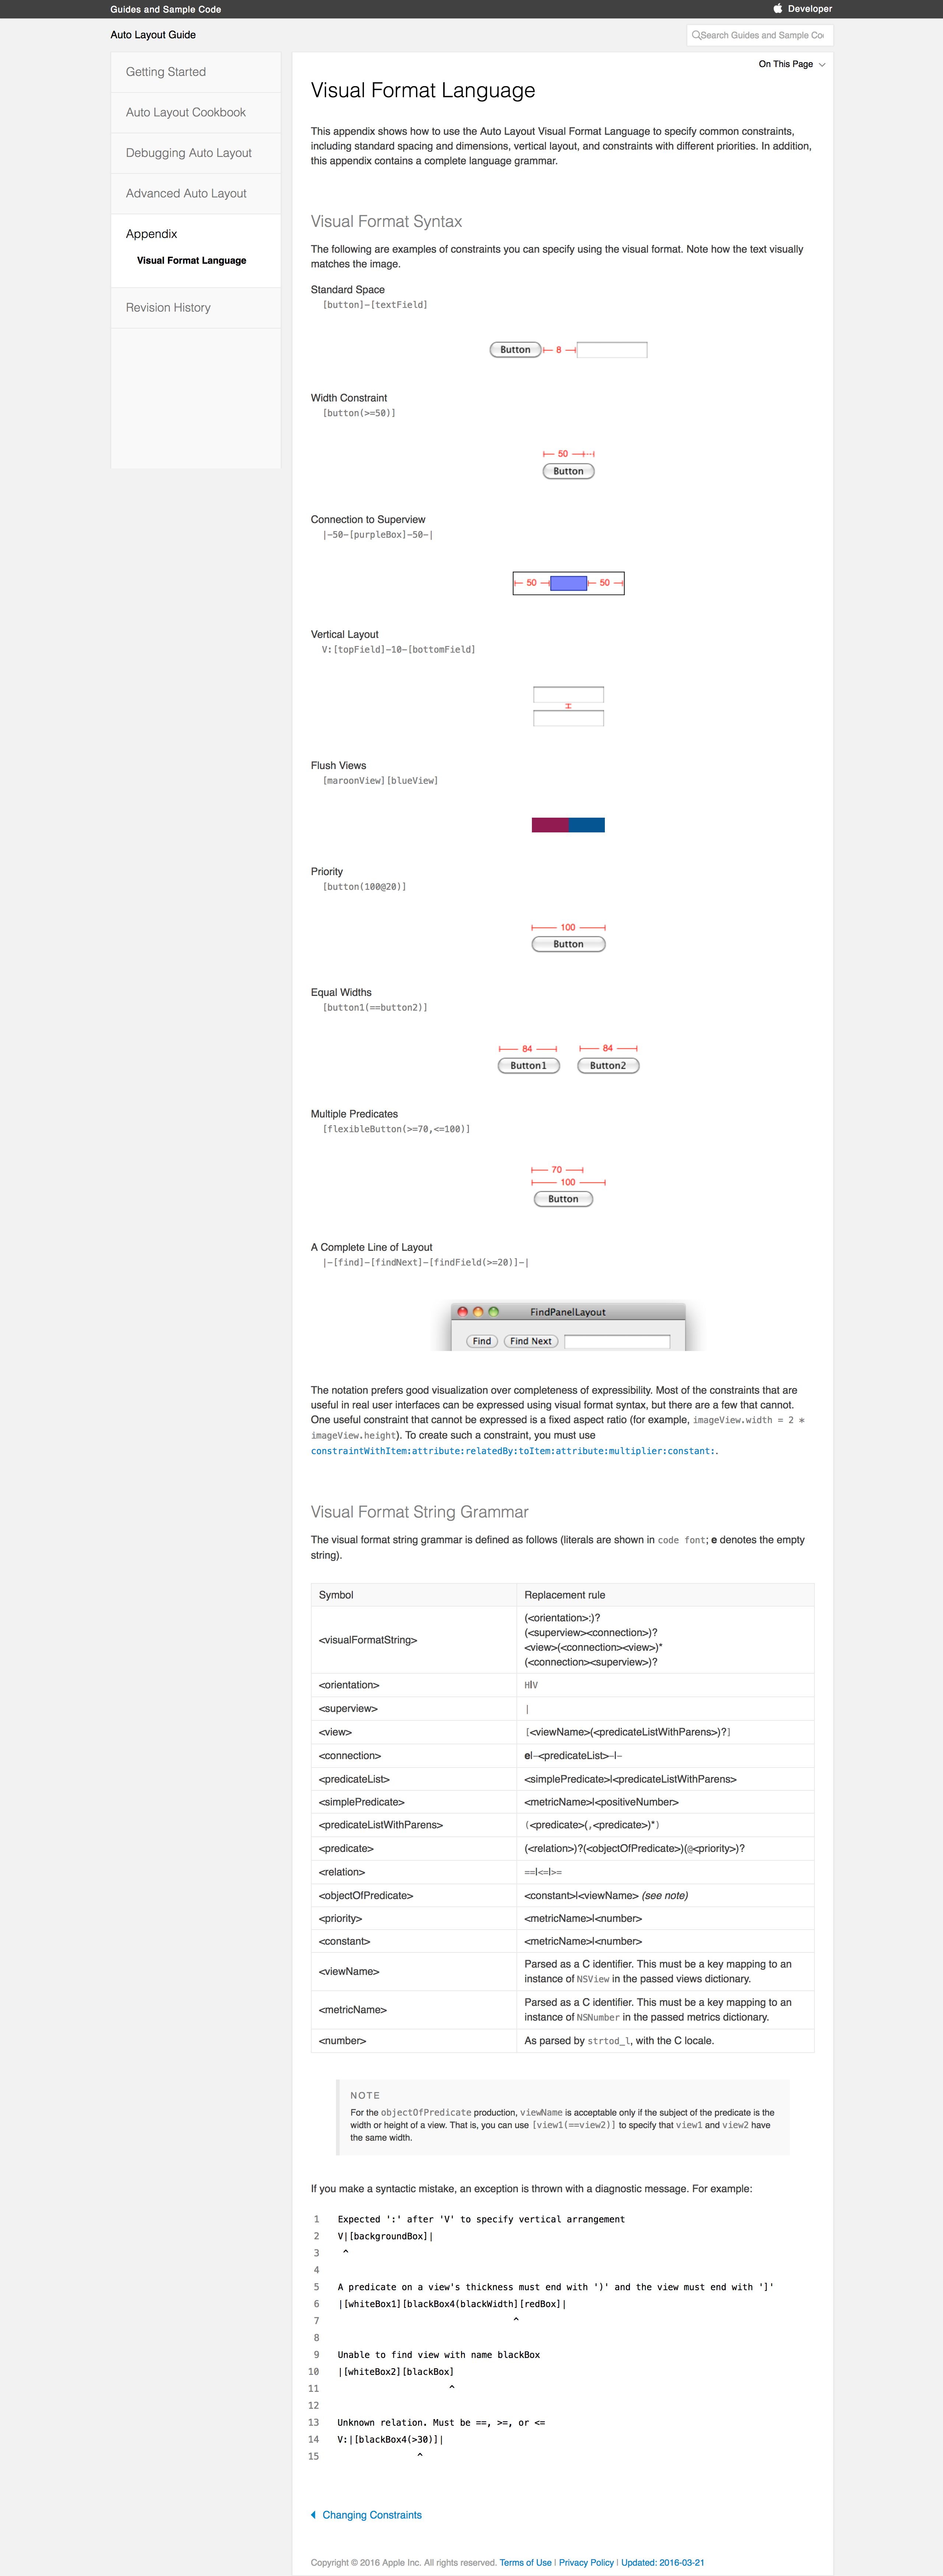 Guides and Sample Code
Developer
Auto Layout Guide
Search Guides and Sample Co
Getting Started
Auto Layout Cookbook
Debugging Auto Layout
Advanced Auto Layout
Appendix
Visual Format Language
Revision History
On This Page
Visual Format Language
This appendix shows how to use the Auto Layout Visual Format Language to specify common constraints,
including standard spacing and dimensions, vertical layout, and constraints with different priorities. In addition,
this appendix contains a complete language grammar.
Visual Format Syntax
The following are examples of constraints you can specify using the visual format. Note how the text visually
matches the image.
Standard Space
[button]-[textField]
Button 8
Width Constraint
[button(>=50)]
50
Button
Connection to Superview
|-50-[purpleBox]-50-|
50 50
Vertical Layout
V:[topField]-10-[bottomField]
Flush Views
[maroonView][blueView]
Priority
[button(100@20)]
100
Button
Equal Widths
[button1(==button2)]
84 84
Button1 Button2
Multiple Predicates
[flexibleButton(>=70,<=100)]
70
100
Button
A Complete Line of Layout
|-[find]-[findNext]-[findField(>=20)]-|
FindPanelLayout
Find Find Next
The notation prefers good visualization over completeness of expressibility. Most of the constraints that are
useful in real user interfaces can be expressed using visual format syntax, but there are a few that cannot.
One useful constraint that cannot be expressed is a fixed aspect ratio (for example, imageView.width = 2 *
imageView.height). To create such a constraint, you must use
constraintWithItem:attribute:relatedBy:toItem:attribute:multiplier:constant:.
Visual Format String Grammar
The visual format string grammar is defined as follows (literals are shown in code font; e denotes the empty
string).
Symbol Replacement rule
<visualFormatString> (<orientation>:)?
(<superview><connection>)?
<view>(<connection><view>)*
(<connection><superview>)?
<orientation> H|V
<superview> |
<view> [<viewName>(<predicateListWithParens>)?]
<connection> e|-<predicateList>-|-
<predicateList> <simplePredicate>|<predicateListWithParens>
<simplePredicate> <metricName>|<positiveNumber>
<predicateListWithParens> (<predicate>(,<predicate>)*)
<predicate> (<relation>)?(<objectOfPredicate>)(@<priority>)?
<relation> ==|<=|>=
<objectOfPredicate> <constant>|<viewName> (see note)
<priority> <metricName>|<number>
<constant> <metricName>|<number>
<viewName> Parsed as a C identifier. This must be a key mapping to an
instance of NSView in the passed views dictionary.
<metricName> Parsed as a C identifier. This must be a key mapping to an
instance of NSNumber in the passed metrics dictionary.
<number> As parsed by strtod_l, with the C locale.
NOTE
For the objectOfPredicate production, viewName is acceptable only if the subject of the predicate is the
width or height of a view. That is, you can use [view1(==view2)] to specify that view1 and view2 have
the same width.
If you make a syntactic mistake, an exception is thrown with a diagnostic message. For example:
1 Expected ':' after 'V' to specify vertical arrangement
2 V|[backgroundBox]|
3 ^
4
5 A predicate on a view's thickness must end with ')' and the view must end with ']'
6 |[whiteBox1][blackBox4(blackWidth][redBox]|
7 ^
8
9 Unable to find view with name blackBox
10 |[whiteBox2][blackBox]
11 ^
12
13 Unknown relation. Must be ==, >=, or <=
14 V:|[blackBox4(>30)]|
15 ^
Changing Constraints
Copyright © 2016 Apple Inc. All rights reserved. Terms of Use | Privacy Policy | Updated: 2016-03-21